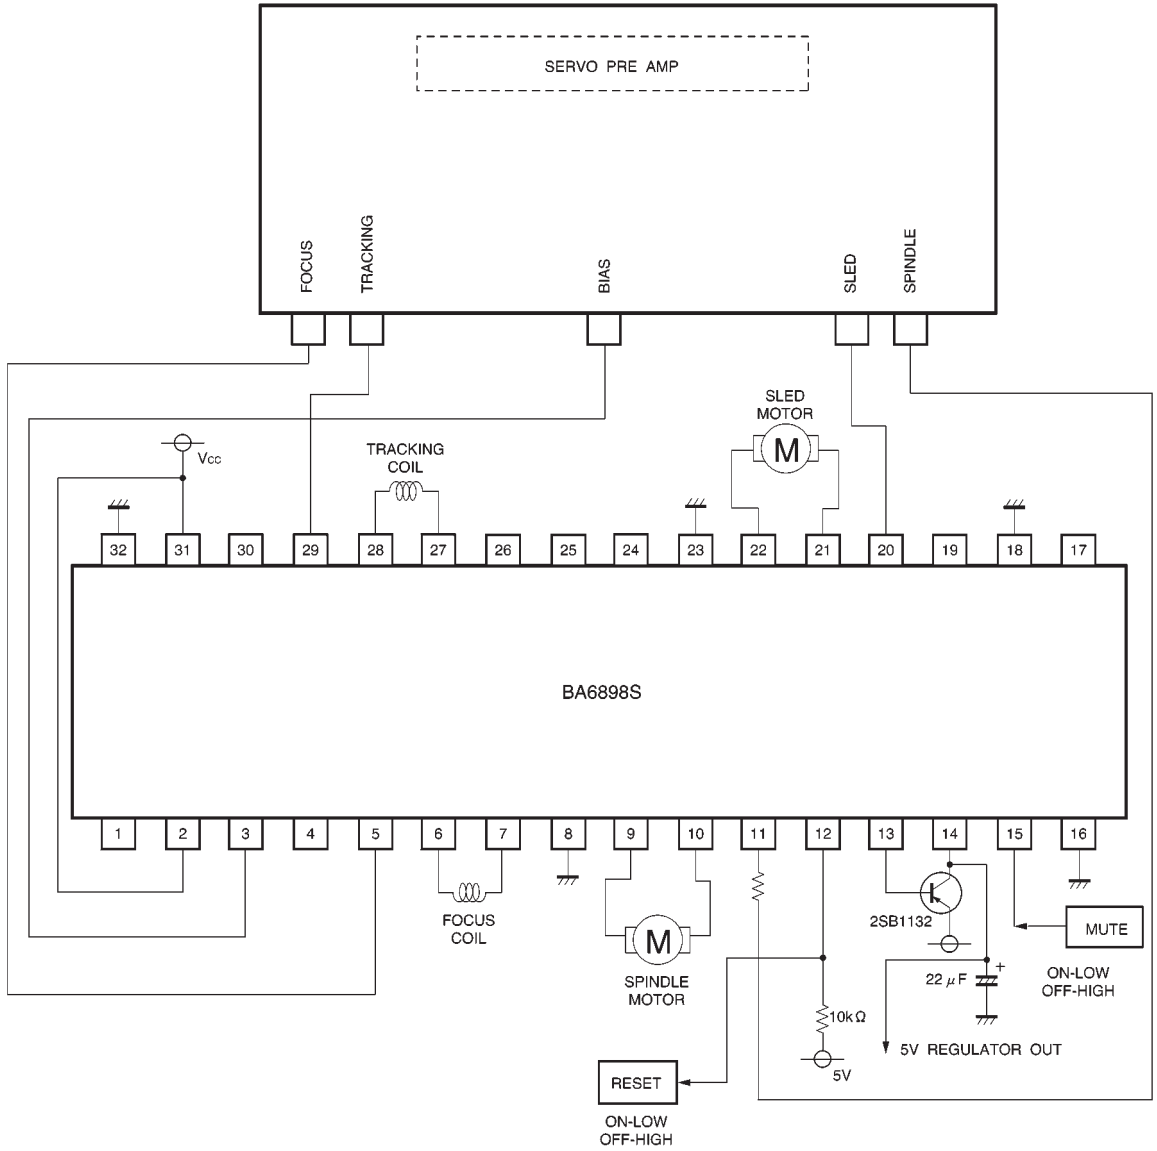 SERVO PRE AMP
FOCUS
TRACKING
BIAS
SLED
SPINDLE
SLED
MOTOR
M
TRACKING
COIL
Vcc
32 31 30 29 28 27 26 25 24 23 22 21 20 19 18 17
BA6898S
1 2 3 4 5 6 7 8 9 10 11 12 13 14 15 16
FOCUS
COIL
M
SPINDLE
MOTOR
2SB1132
MUTE
ON-LOW
OFF-HIGH
22 μF
+
10kΩ
5V REGULATOR OUT
5V
RESET
ON-LOW
OFF-HIGH